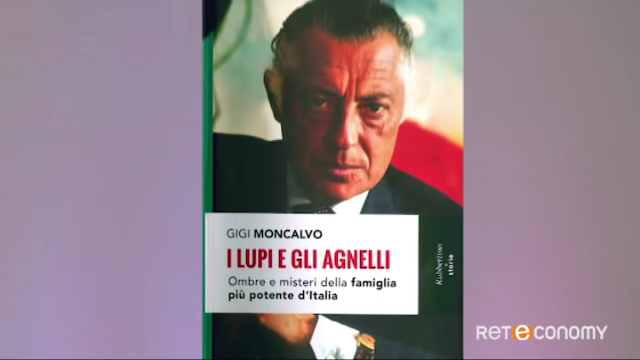 GIGI MONCALVO
I LUPI E GLI AGNELLI
Ombre e misteri della famiglia
più potente d'Italia
Rubbettino
storie
RETECONOMY